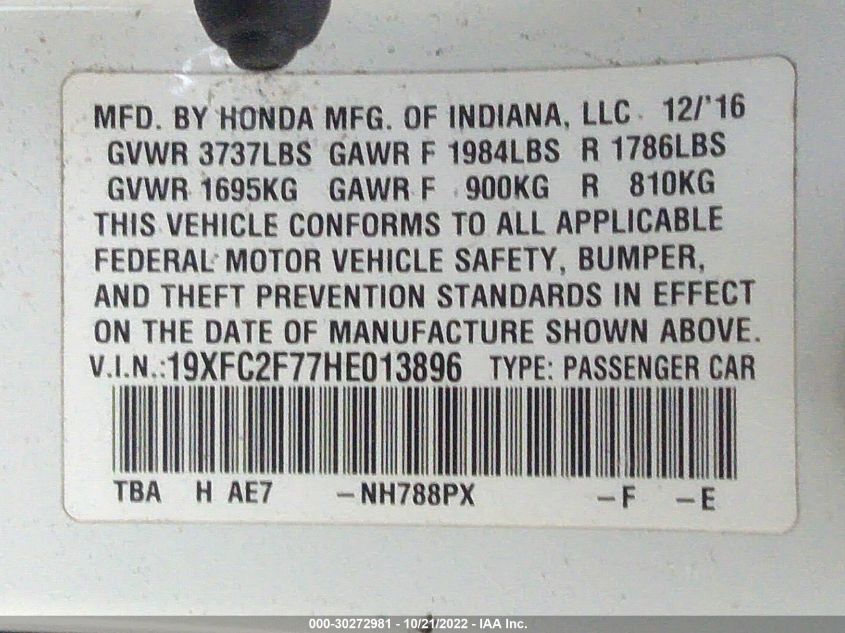 MFD. BY HONDA MFG. OF INDIANA, LLC 12/'16
GVWR 3737LBS GAWR F 1984LBS R 1786LBS
GVWR 1695KG GAWR F 900KG R 810KG
THIS VEHICLE CONFORMS TO ALL APPLICABLE
FEDERAL MOTOR VEHICLE SAFETY, BUMPER,
AND THEFT PREVENTION STANDARDS IN EFFECT
ON THE DATE OF MANUFACTURE SHOWN ABOVE.
V.I.N.:19XFC2F77HE013896 TYPE: PASSENGER CAR
TBA H AE7 -NH788PX -F -E
000-30272981 - 10/21/2022 - IAA Inc.